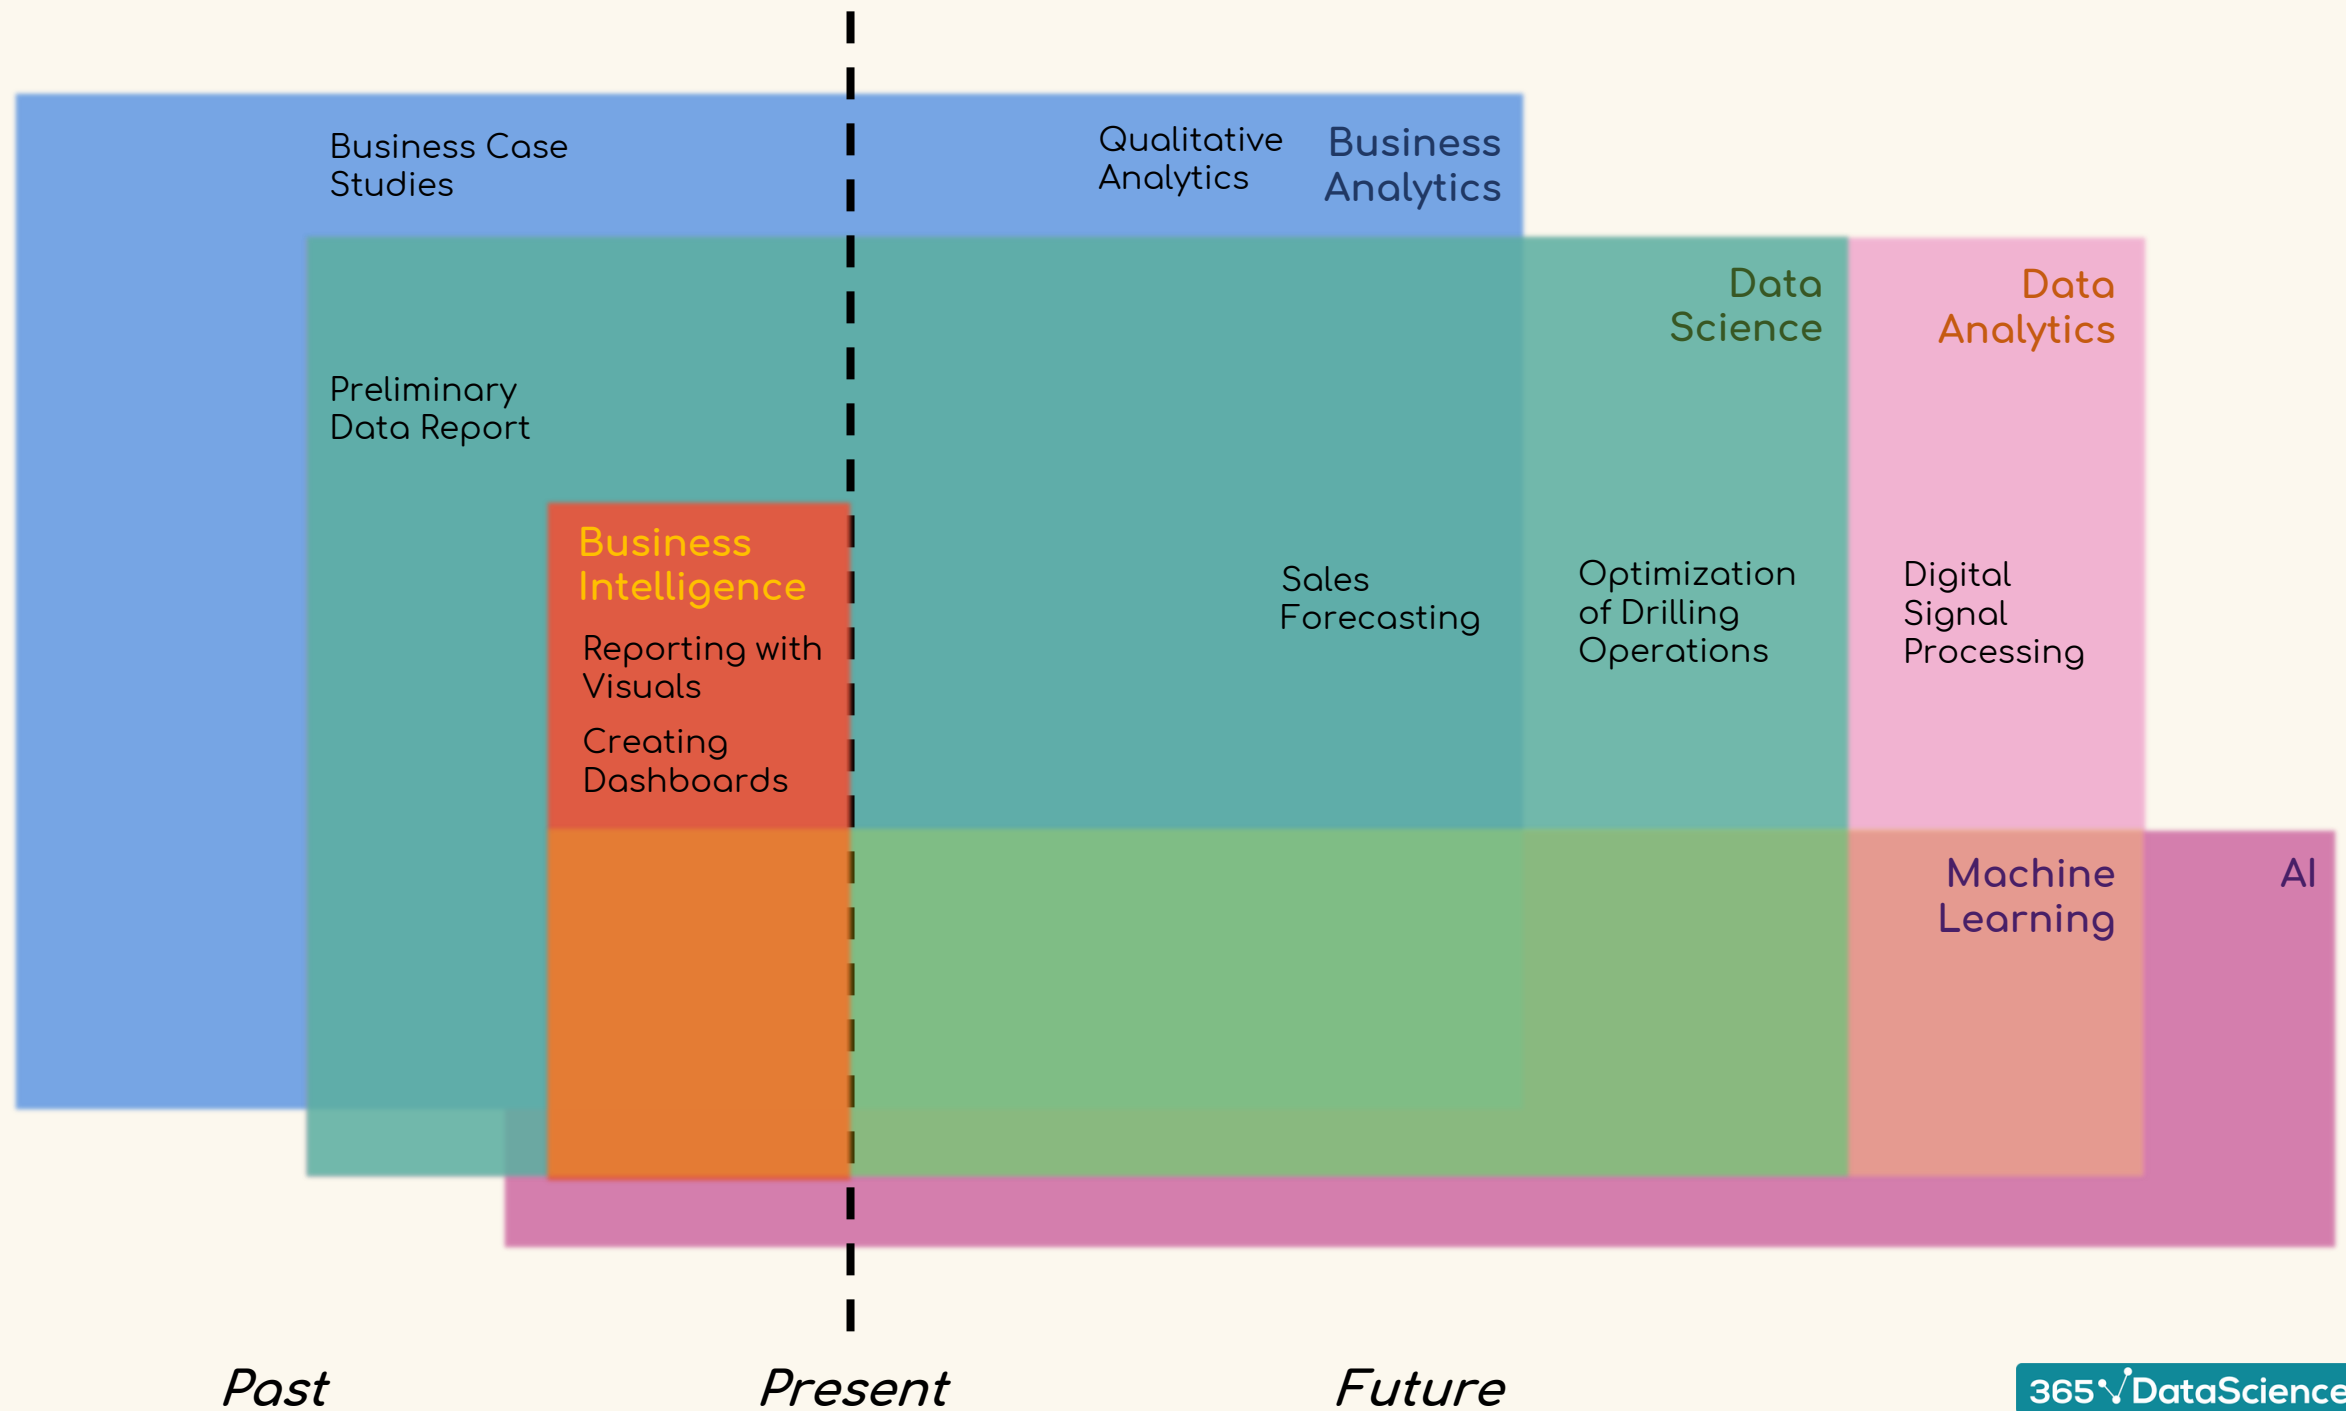 Business Case
Studies
Qualitative
Analytics
Business
Analytics
Data
Science
Data
Analytics
Preliminary
Data Report
Business
Intelligence
Reporting with
Visuals
Creating
Dashboards
Sales
Forecasting
Optimization
of Drilling
Operations
Digital
Signal
Processing
Machine
Learning
AI
Past
Present
Future
365 DataScience